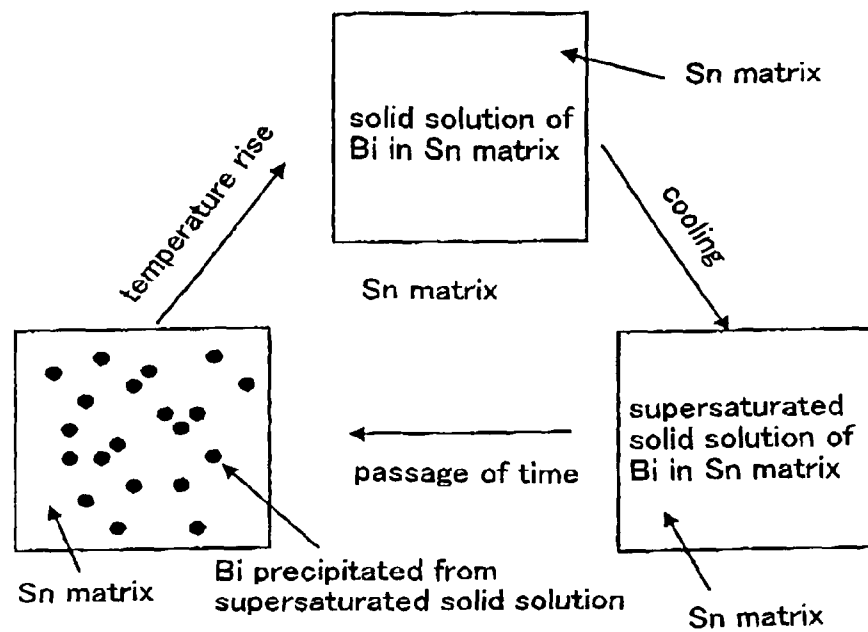 Sn matrix
solid solution of
Bi in Sn matrix
temperature rise
cooling
Sn matrix
supersaturated
solid solution of
Bi in Sn matrix
passage of time
Sn matrix
Bi precipitated from
supersaturated solid solution
Sn matrix